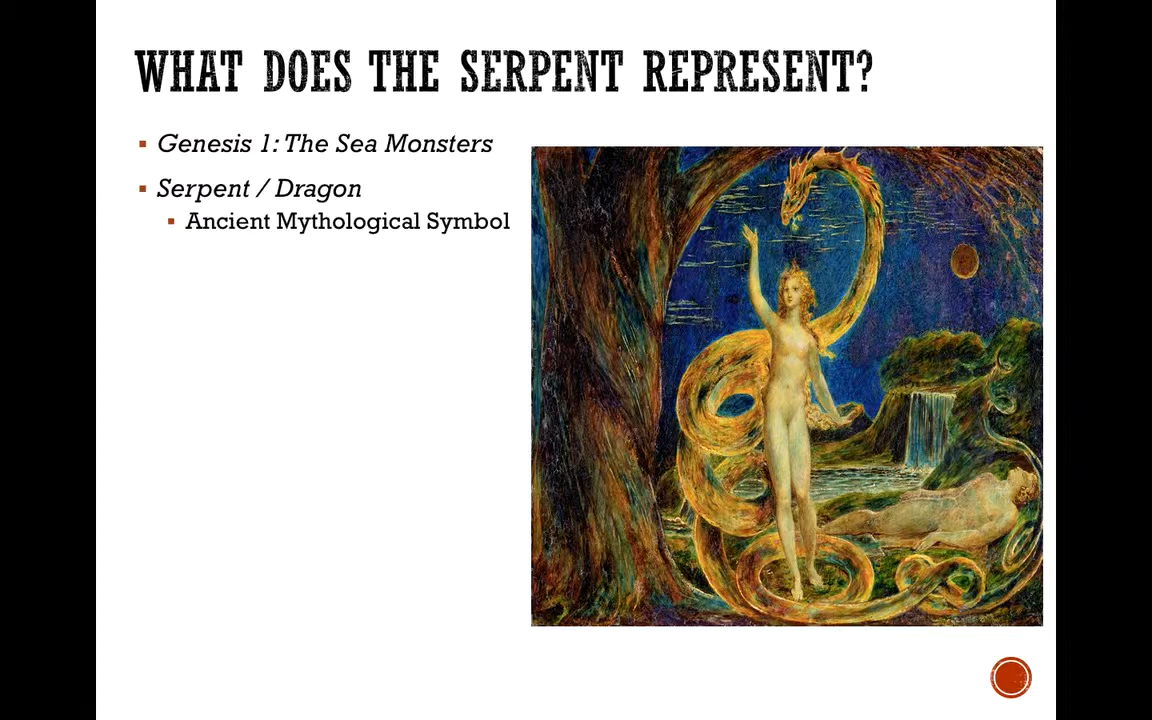 WHAT DOES THE SERPENT REPRESENT?
Genesis 1: The Sea Monsters
Serpent / Dragon
Ancient Mythological Symbol